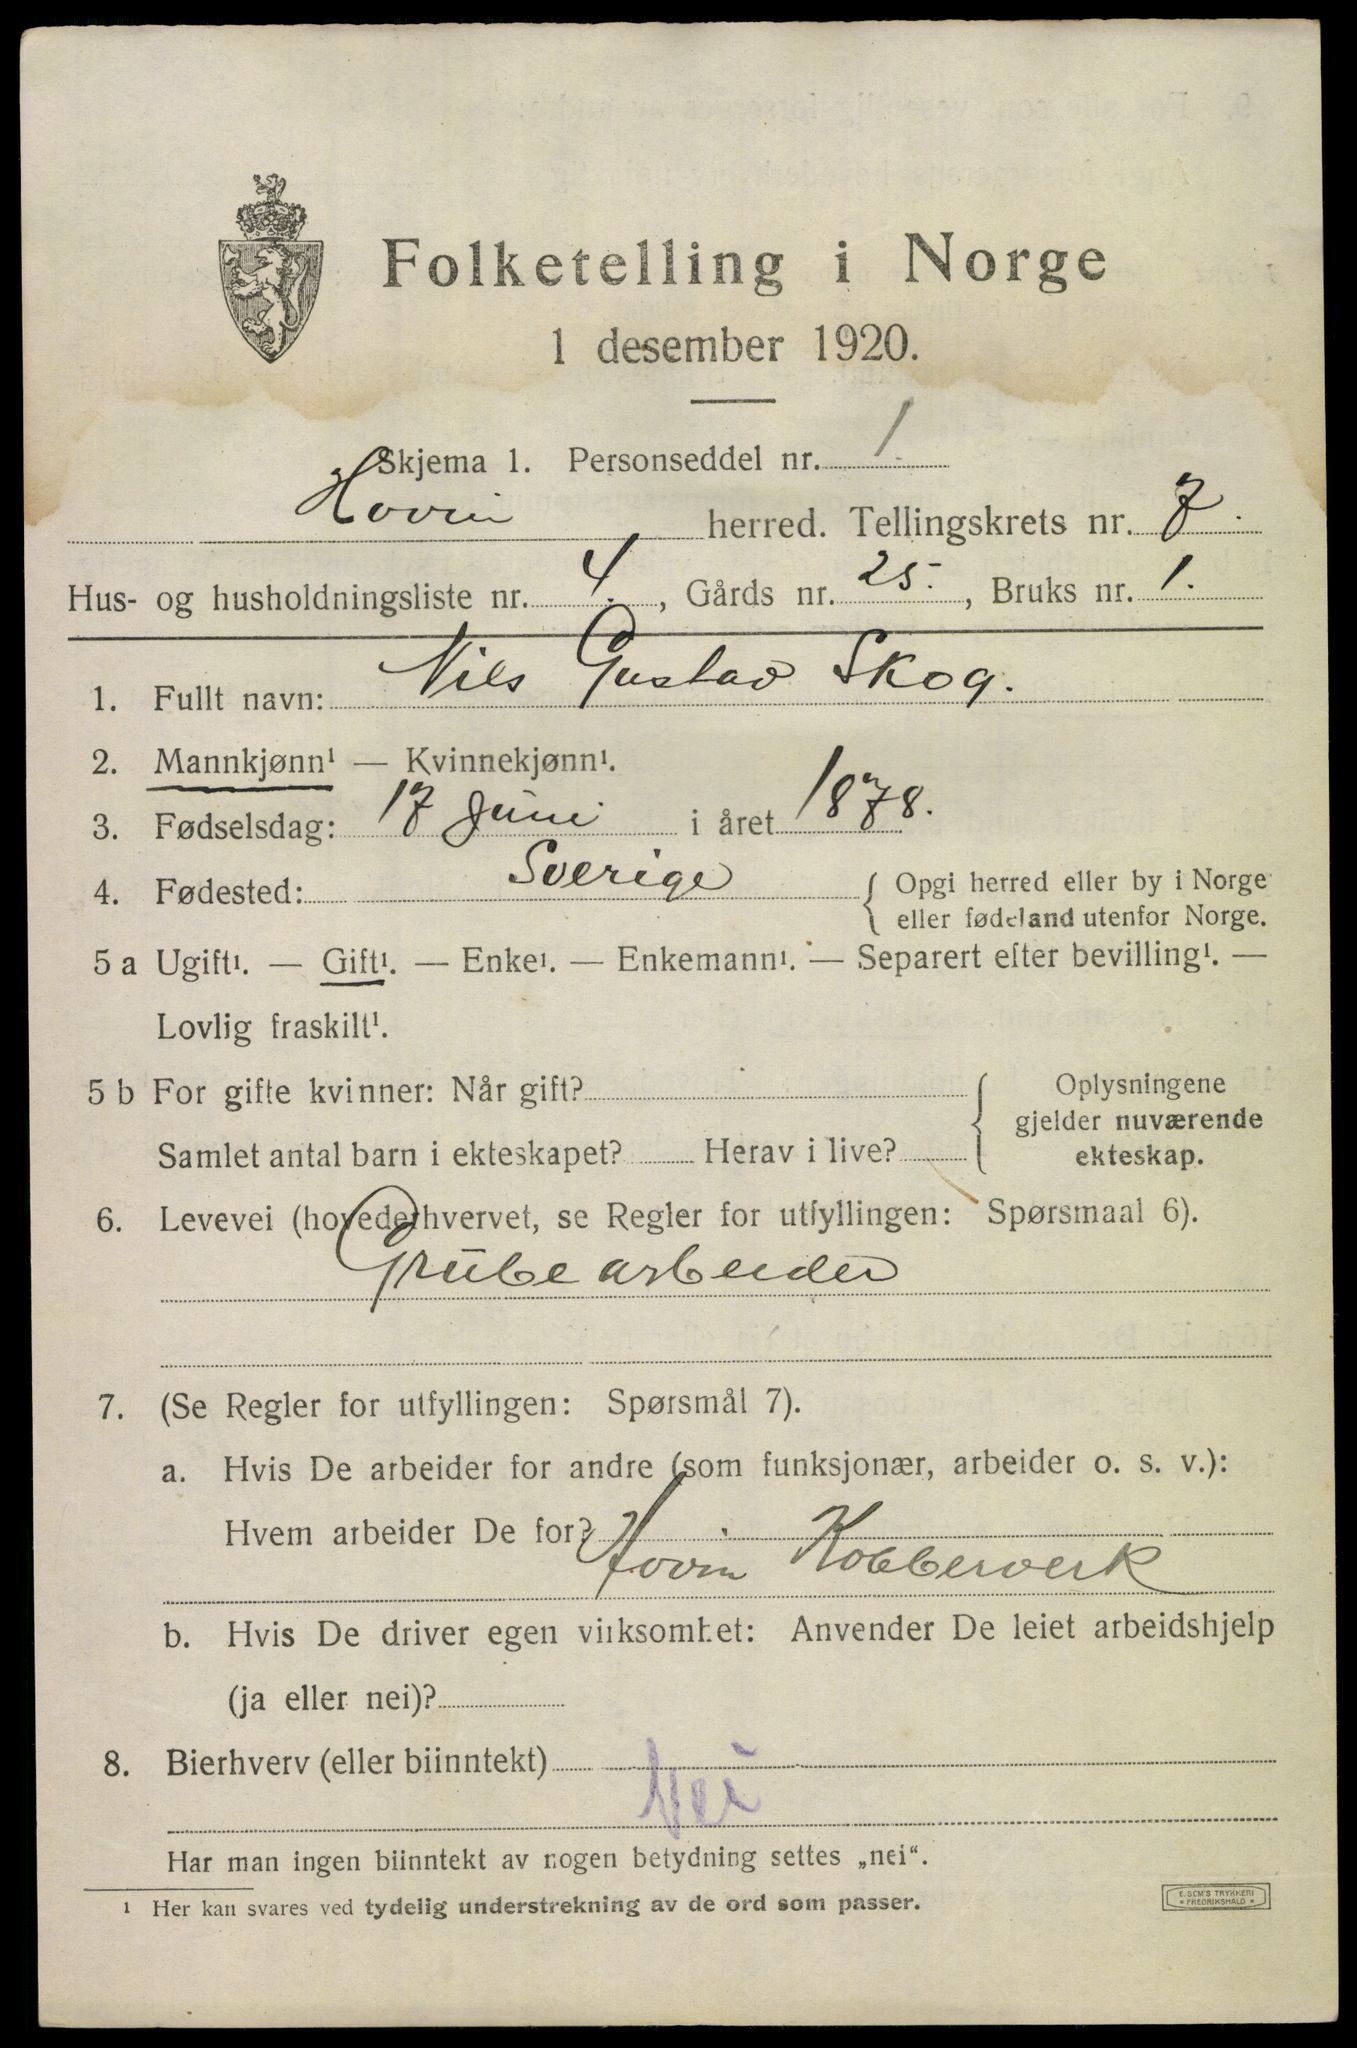 Folketelling i Norge
1 desember 1920.
Skjema 1. Personseddel nr. 1
Hovin herred. Tellingskrets nr. 7.
Hus- og husholdningsliste nr. 4., Gårds nr. 25., Bruks nr. 1.
1. Fullt navn: Nils Gustav Skog.
2. Mannkjønn¹ — Kvinnekjønn¹.
3. Fødselsdag: 17 Juni i året 1878.
4. Fødested: Sverige { Opgi herred eller by i Norge
eller fødeland utenfor Norge.
5 a Ugift¹. — Gift¹. — Enke¹. — Enkemann¹. — Separert efter bevilling¹. —
Lovlig fraskilt¹.
5 b For gifte kvinner: Når gift? { Oplysningene
gjelder nuværende
Samlet antal barn i ekteskapet? Herav i live? ekteskap.
6. Levevei (hovederhvervet, se Regler for utfyllingen: Spørsmaal 6).
Grubearbeider
7. (Se Regler for utfyllingen: Spørsmål 7).
a. Hvis De arbeider for andre (som funksjonær, arbeider o. s. v.):
Hvem arbeider De for?
Hovin Kobberverk
b. Hvis De driver egen virksomhet: Anvender De leiet arbeidshjelp
(ja eller nei)?
8. Bierhverv (eller biinntekt)
Nei
Har man ingen biinntekt av nogen betydning settes „nei“.
¹ Her kan svares ved tydelig understrekning av de ord som passer.
E. SEM'S TRYKKERI
* FREDRIKSHALD *